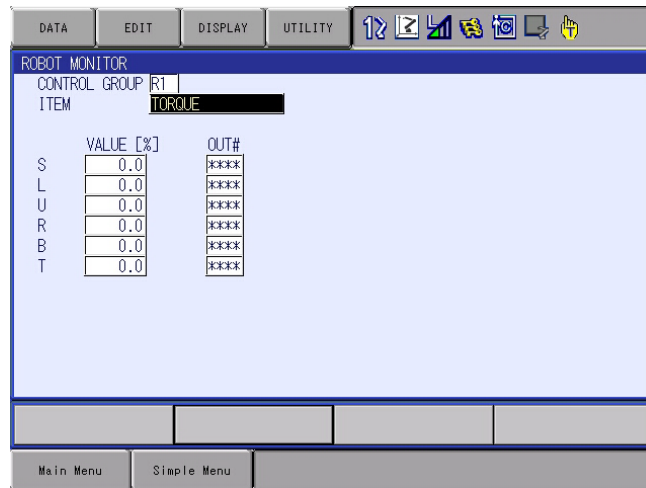 DATA EDIT DISPLAY UTILITY
ROBOT MONITOR
CONTROL GROUP R1
ITEM TORQUE
VALUE [%] OUT#
S 0.0 ****
L 0.0 ****
U 0.0 ****
R 0.0 ****
B 0.0 ****
T 0.0 ****
Main Menu Simple Menu